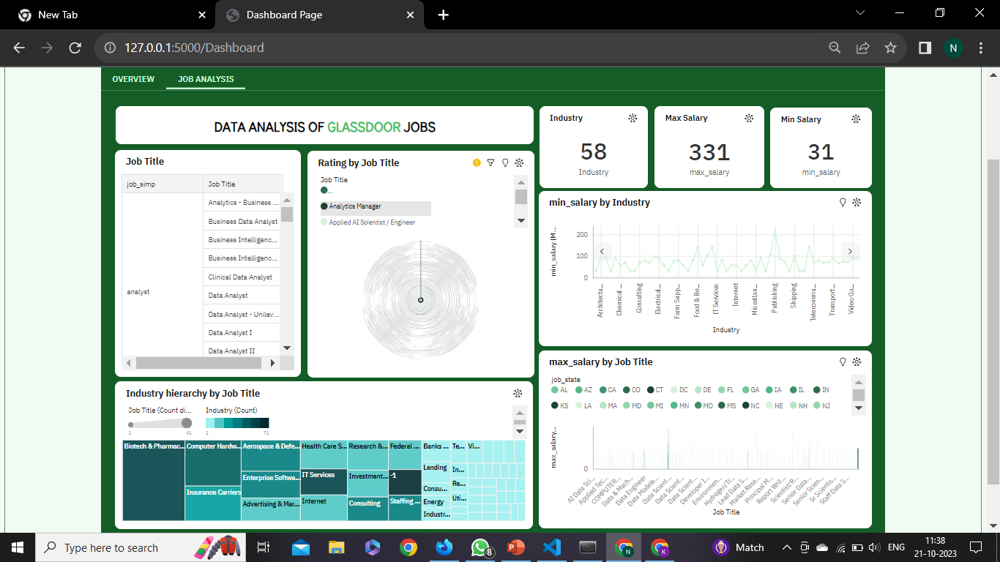 New Tab
Dashboard Page
127.0.0.1:5000/Dashboard
N
OVERVIEW
JOB ANALYSIS
DATA ANALYSIS OF GLASSDOOR JOBS
Industry
58
Industry
Max Salary
331
max_salary
Min Salary
31
min_salary
Job Title
job_simp
Job Title
analyst
Analytics - Business ...
Business Data Analyst
Business Intelligenc...
Business Intelligenc...
Clinical Data Analyst
Data Analyst
Data Analyst - Unilev...
Data Analyst I
Data Analyst II
Rating by Job Title
Job Title
...
Analytics Manager
Applied AI Scientist / Engineer
min_salary by Industry
min_salary (M...
200
100
0
Architectu...
Chemical ...
Consulting
Electrical...
Farm Supp...
Food & Be...
IT Services
Internet
Miscellan...
Publishing
Shipping
Telecommu...
Transport...
Video Ga...
Industry
Industry hierarchy by Job Title
Job Title (Count di...
1
41
Industry (Count)
1
71
Biotech & Pharmac...
Computer Hardw...
Insurance Carriers
Aerospace & Defe...
Enterprise Softwa...
Advertising & Mar...
Health Care S...
IT Services
Internet
Research &...
Investment...
Consulting
Federal ...
-1
Staffing ...
Banks ...
Lending
Consu...
Energy
Industr...
Te...
In...
Re...
Uti...
Vi...
max_salary by Job Title
job_state
AL AZ CA CO CT DC DE FL GA IA IL IN
KS LA MA MD MI MN MO MS NC NE NH NJ
max_salary...
0
AI Data Sci...
Applied Tec...
COMPUTER...
Data & Mach...
Data Engineer
Data Modele...
Data Scient...
Data Scient...
Data Scient...
Developer I...
Environmen...
Hydrogen/Tr...
Lead Data S...
Market Rese...
Principal M...
Report Writ...
Scientist/R...
Senior Data...
Senior Scien...
Sr Scientis...
Staff Data S...
Job Title
Type here to search
8
N
K
Match
ENG
11:38
21-10-2023